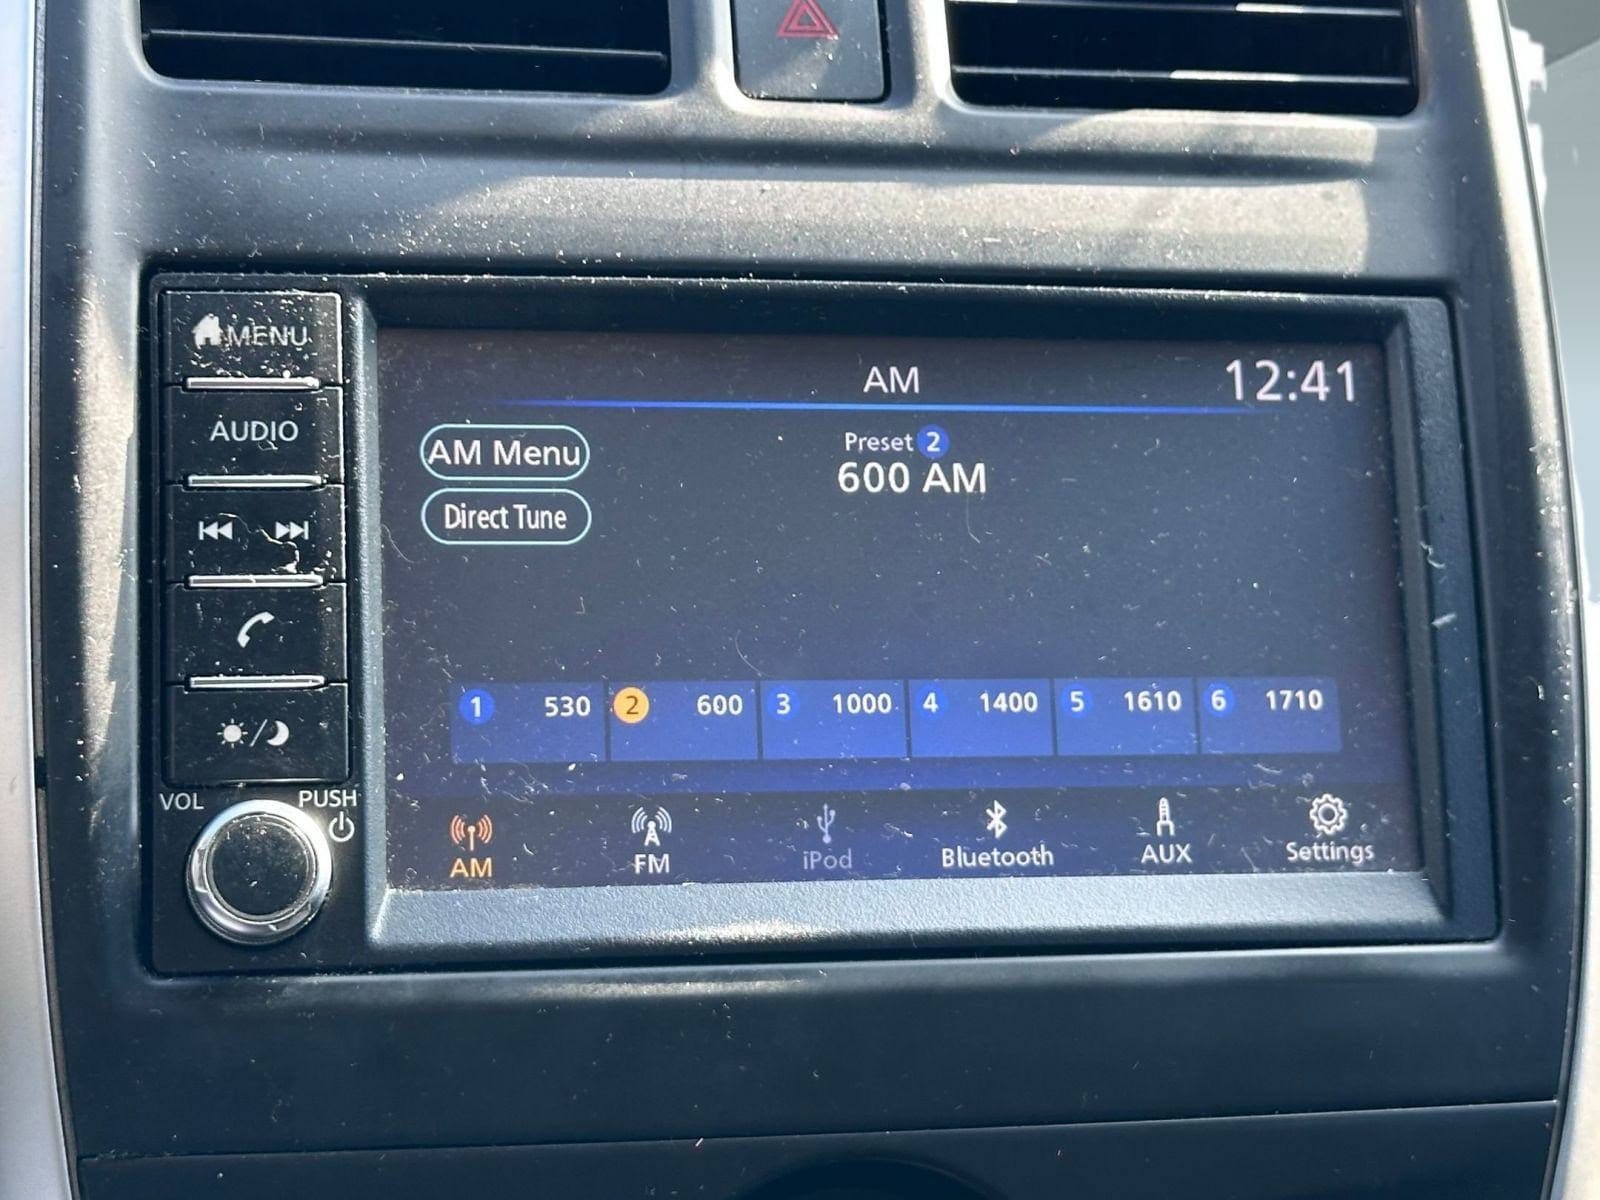 MENU
AUDIO
VOL
PUSH
AM
12:41
AM Menu
Direct Tune
Preset 2
600 AM
1 530 2 600 3 1000 4 1400 5 1610 6 1710
AM FM iPod Bluetooth AUX Settings